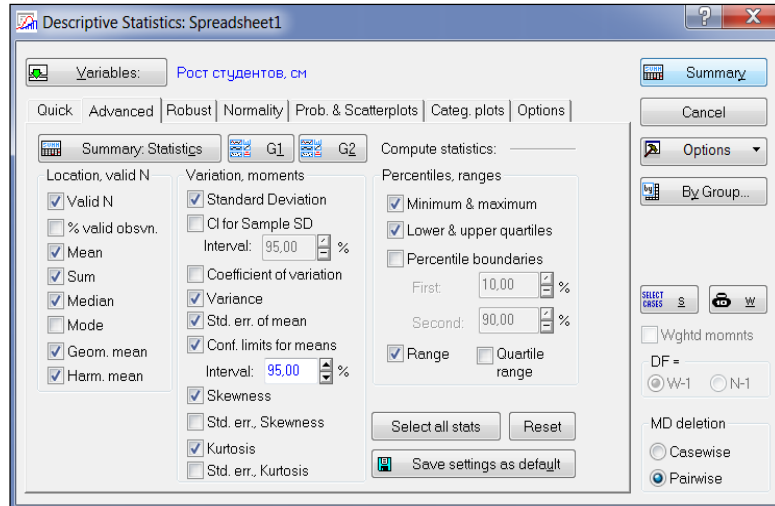 Descriptive Statistics: Spreadsheet1
? X
Variables: Рост студентов, см
Summary
Quick Advanced Robust Normality Prob. & Scatterplots Categ. plots Options
Cancel
Summary: Statistics G1 G2 Compute statistics:
Options
By Group...
Location, valid N
Valid N
% valid obsvn.
Mean
Sum
Median
Mode
Geom. mean
Harm. mean
Variation, moments
Standard Deviation
CI for Sample SD
Interval: 95,00 %
Coefficient of variation
Variance
Std. err. of mean
Conf. limits for means
Interval: 95,00 %
Skewness
Std. err., Skewness
Kurtosis
Std. err., Kurtosis
Percentiles, ranges
Minimum & maximum
Lower & upper quartiles
Percentile boundaries
First: 10,00 %
Second: 90,00 %
Range Quartile
range
Select all stats Reset
Save settings as default
SELECT
CASES S W
Wghtd momnts
DF =
W-1 N-1
MD deletion
Casewise
Pairwise